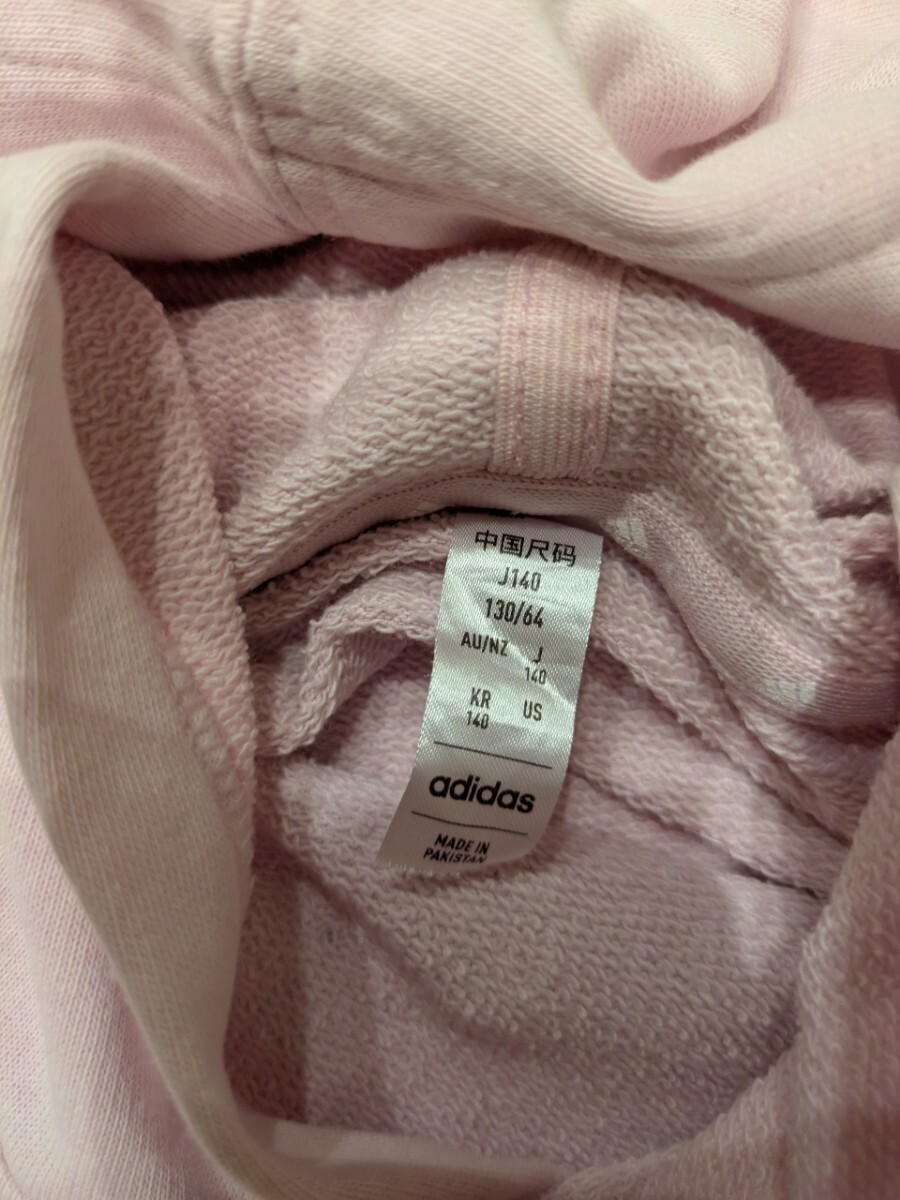 中国尺码
J140
130/64
AU/NZ J
140
KR US
140
adidas
MADE IN
PAKISTAN